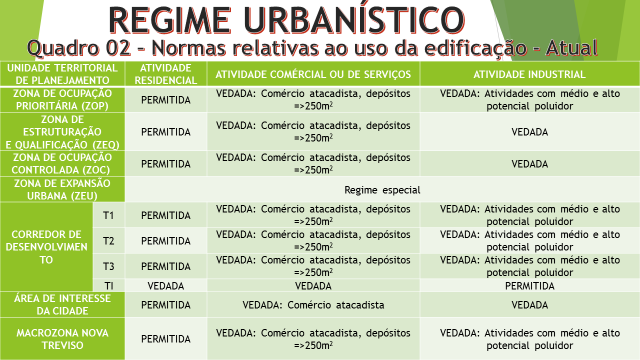 REGIME URBANÍSTICO
Quadro 02 - Normas relativas ao uso da edificação - Atual
UNIDADE TERRITORIAL
DE PLANEJAMENTO
ATIVIDADE
RESIDENCIAL
ATIVIDADE COMÉRCIAL OU DE SERVIÇOS
ATIVIDADE INDUSTRIAL
ZONA DE OCUPAÇÃO
PRIORITÁRIA (ZOP)
PERMITIDA
VEDADA: Comércio atacadista, depósitos
=>250m²
VEDADA: Atividades com médio e alto
potencial poluidor
ZONA DE
ESTRUTURAÇÃO
E QUALIFICAÇÃO (ZEQ)
PERMITIDA
VEDADA: Comércio atacadista, depósitos
=>250m²
VEDADA
ZONA DE OCUPAÇÃO
CONTROLADA (ZOC)
PERMITIDA
VEDADA: Comércio atacadista, depósitos
=>250m²
VEDADA
ZONA DE EXPANSÃO
URBANA (ZEU)
Regime especial
CORREDOR DE
DESENVOLVIMEN
TO
T1
PERMITIDA
VEDADA: Comércio atacadista, depósitos
=>250m²
VEDADA: Atividades com médio e alto
potencial poluidor
T2
PERMITIDA
VEDADA: Comércio atacadista, depósitos
=>250m²
VEDADA: Atividades com médio e alto
potencial poluidor
T3
PERMITIDA
VEDADA: Comércio atacadista, depósitos
=>250m²
VEDADA: Atividades com médio e alto
potencial poluidor
TI
VEDADA
VEDADA
PERMITIDA
ÁREA DE INTERESSE
DA CIDADE
PERMITIDA
VEDADA: Comércio atacadista
VEDADA
MACROZONA NOVA
TREVISO
PERMITIDA
VEDADA: Comércio atacadista, depósitos
=>250m²
VEDADA: Atividades com médio e alto
potencial poluidor